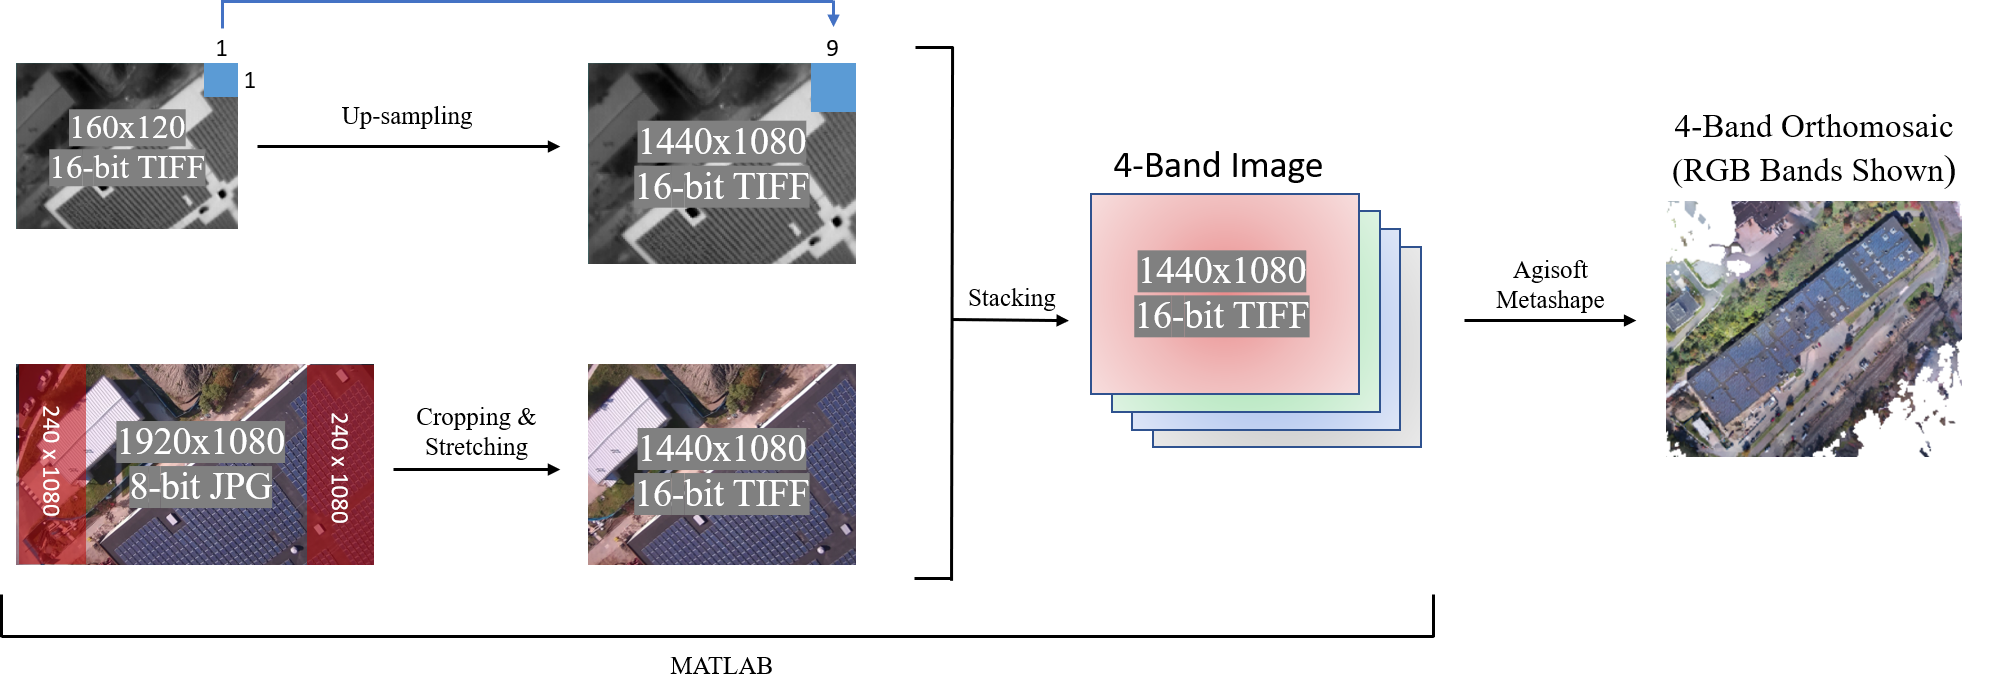 1
1
160x120
16-bit TIFF
Up-sampling
9
1440x1080
16-bit TIFF
240 x 1080
1920x1080
8-bit JPG
240 x 1080
Cropping &
Stretching
1440x1080
16-bit TIFF
Stacking
4-Band Image
1440x1080
16-bit TIFF
Agisoft
Metashape
4-Band Orthomosaic
(RGB Bands Shown)
MATLAB